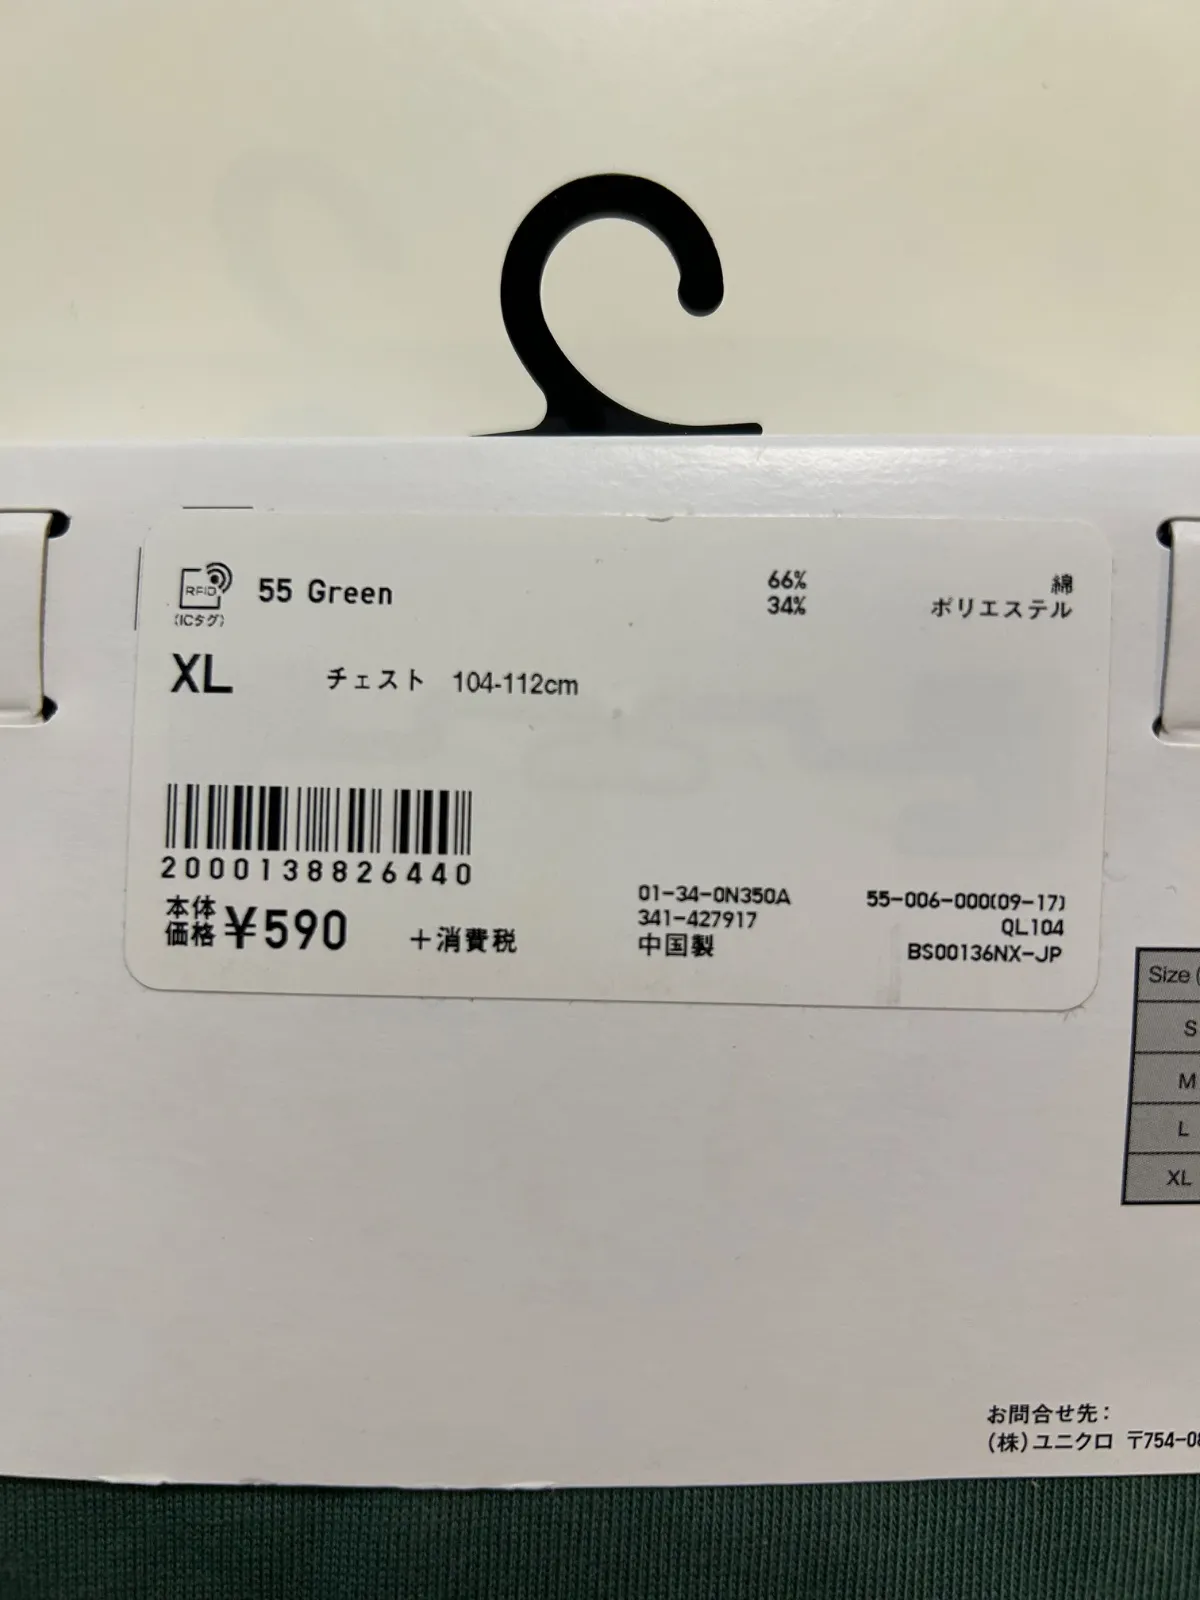 RFID
(ICタグ)
55 Green
66% 綿
34% ポリエステル
XL チェスト 104-112cm
2000138826440
本体
価格 ¥590 +消費税
01-34-0N350A
341-427917
中国製
55-006-000(09-17)
QL104
BS00136NX-JP
Size (
S
M
L
XL
お問合せ先:
(株)ユニクロ 〒754-08